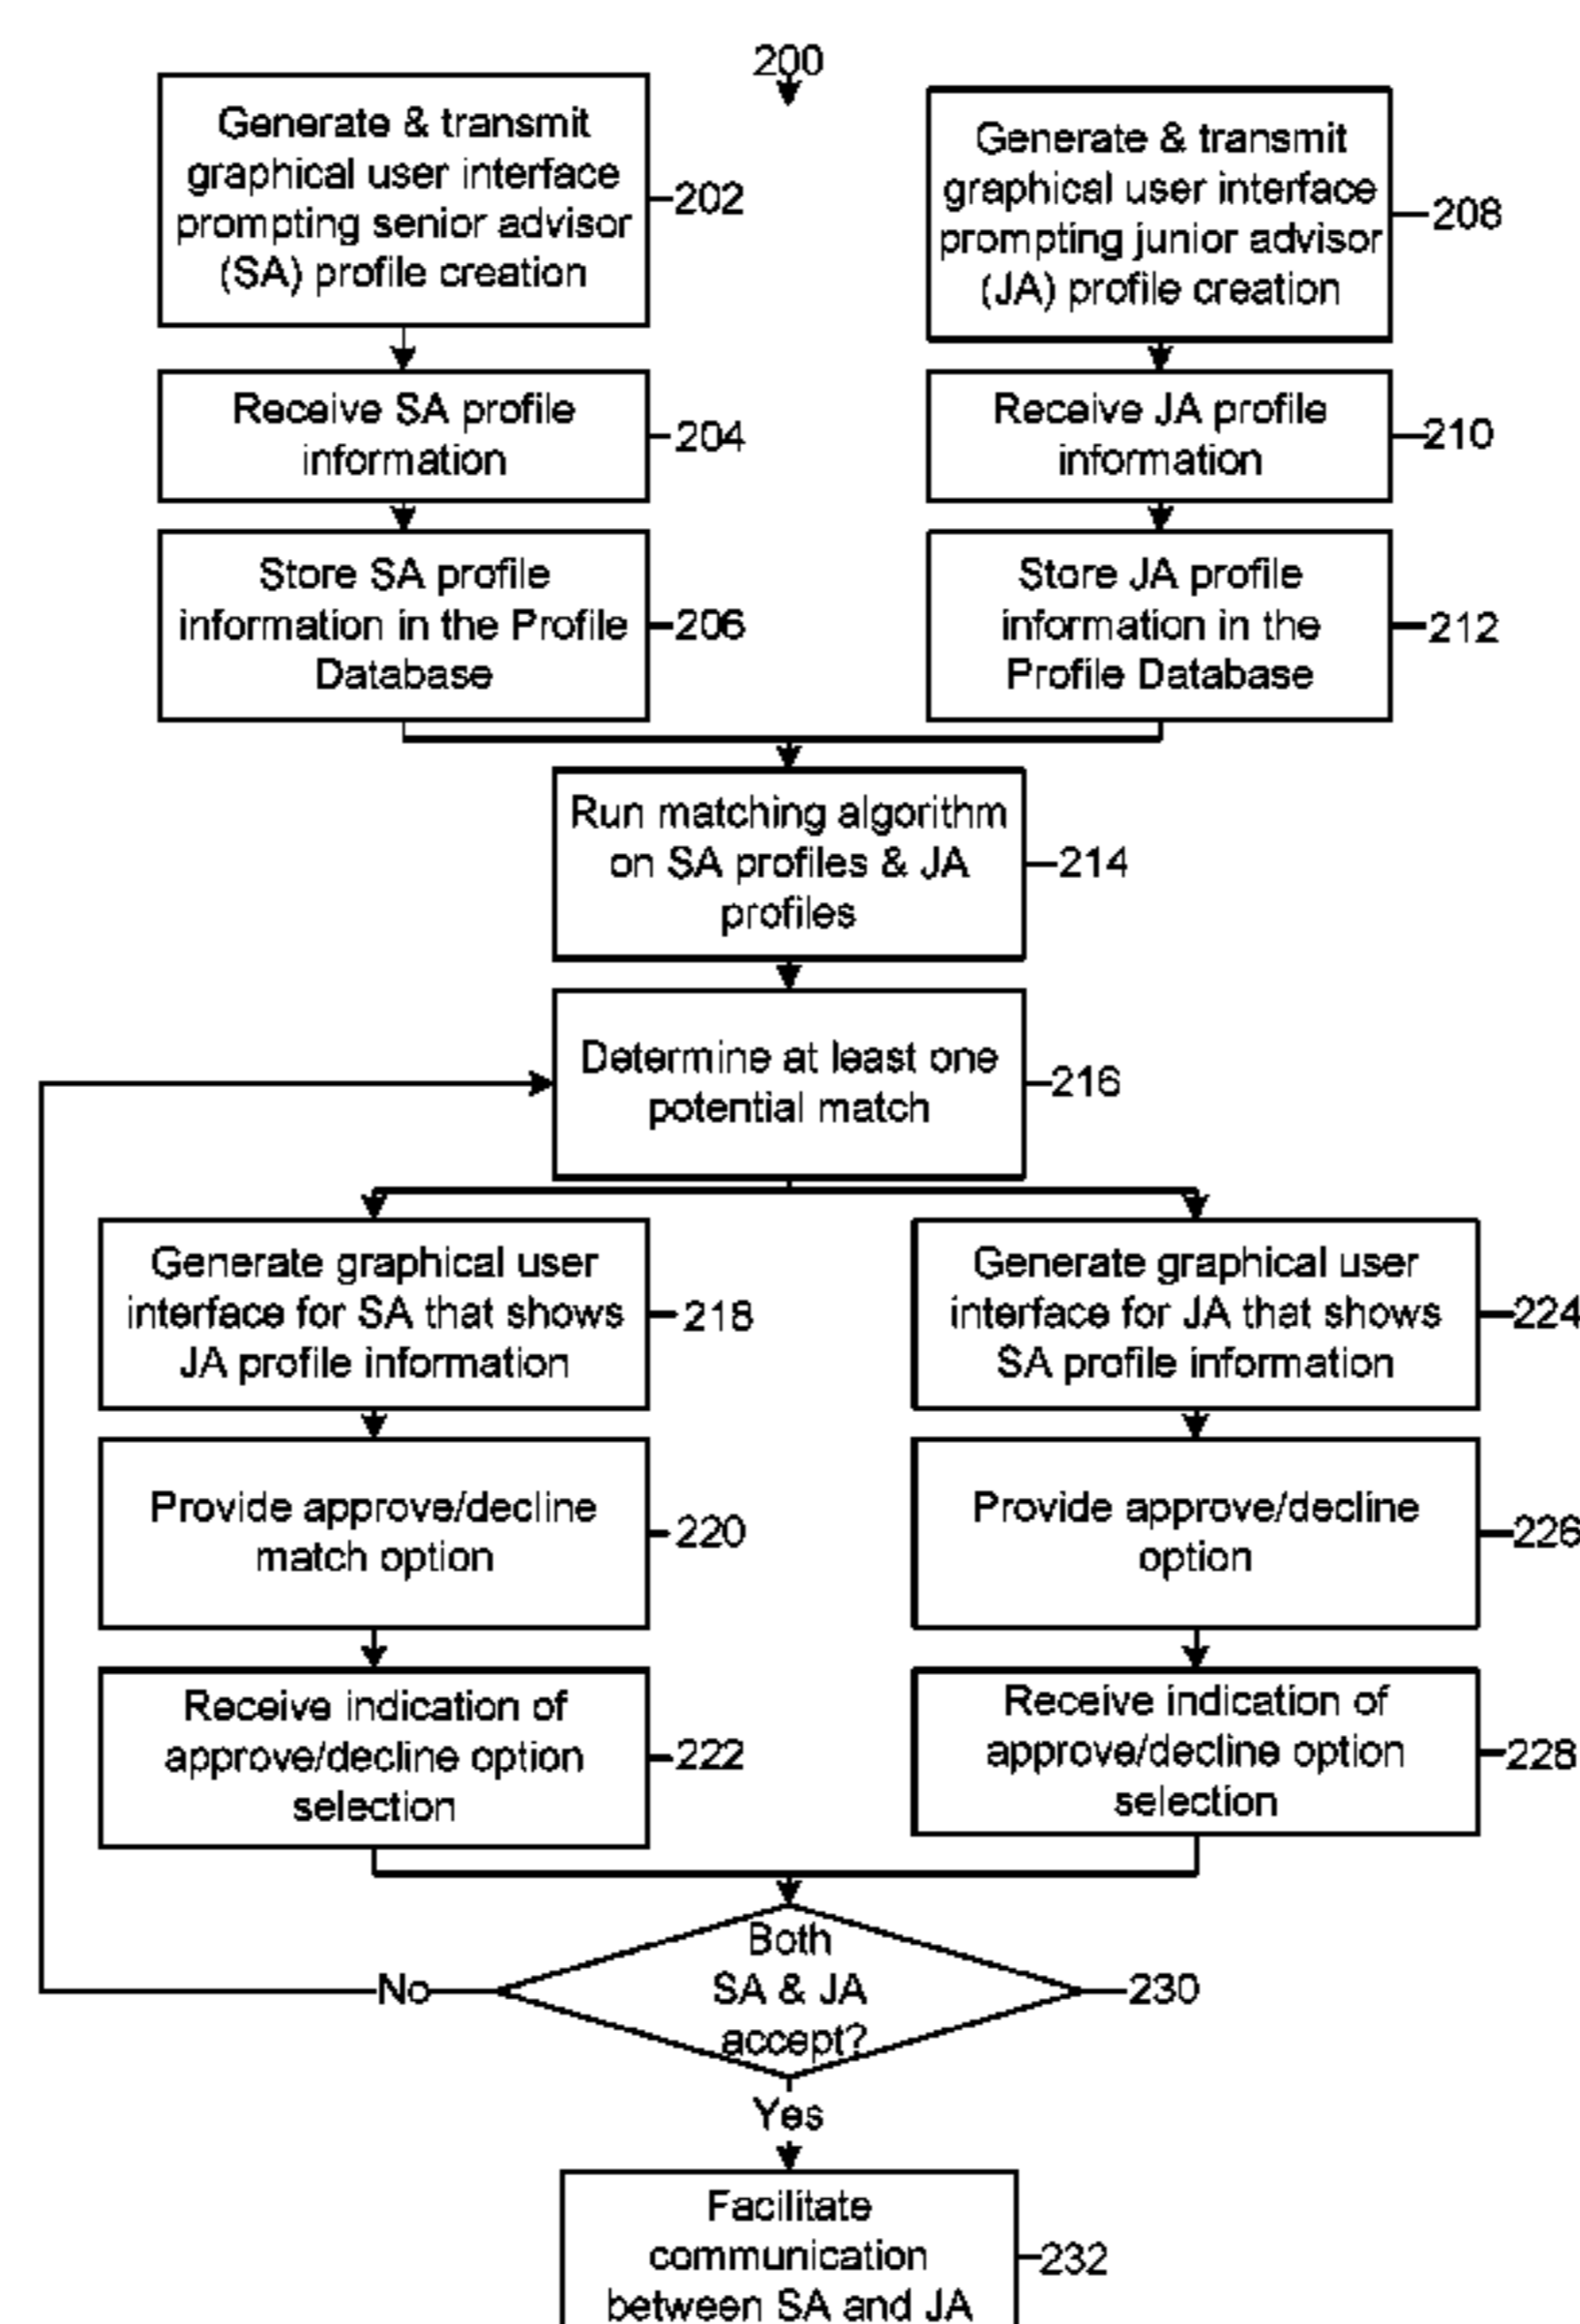 200
Generate & transmit
graphical user interface
prompting senior advisor
(SA) profile creation
202
Generate & transmit
graphical user interface
prompting junior advisor
(JA) profile creation
208
Receive SA profile
information
204
Receive JA profile
information
210
Store SA profile
information in the Profile
Database
206
Store JA profile
information in the
Profile Database
212
Run matching algorithm
on SA profiles & JA
profiles
214
Determine at least one
potential match
216
Generate graphical user
interface for SA that shows
JA profile information
218
Generate graphical user
interface for JA that shows
SA profile information
224
Provide approve/decline
match option
220
Provide approve/decline
option
226
Receive indication of
approve/decline option
selection
222
Receive indication of
approve/decline option
selection
228
Both
SA & JA
accept?
230
No
Yes
Facilitate
communication
between SA and JA
232